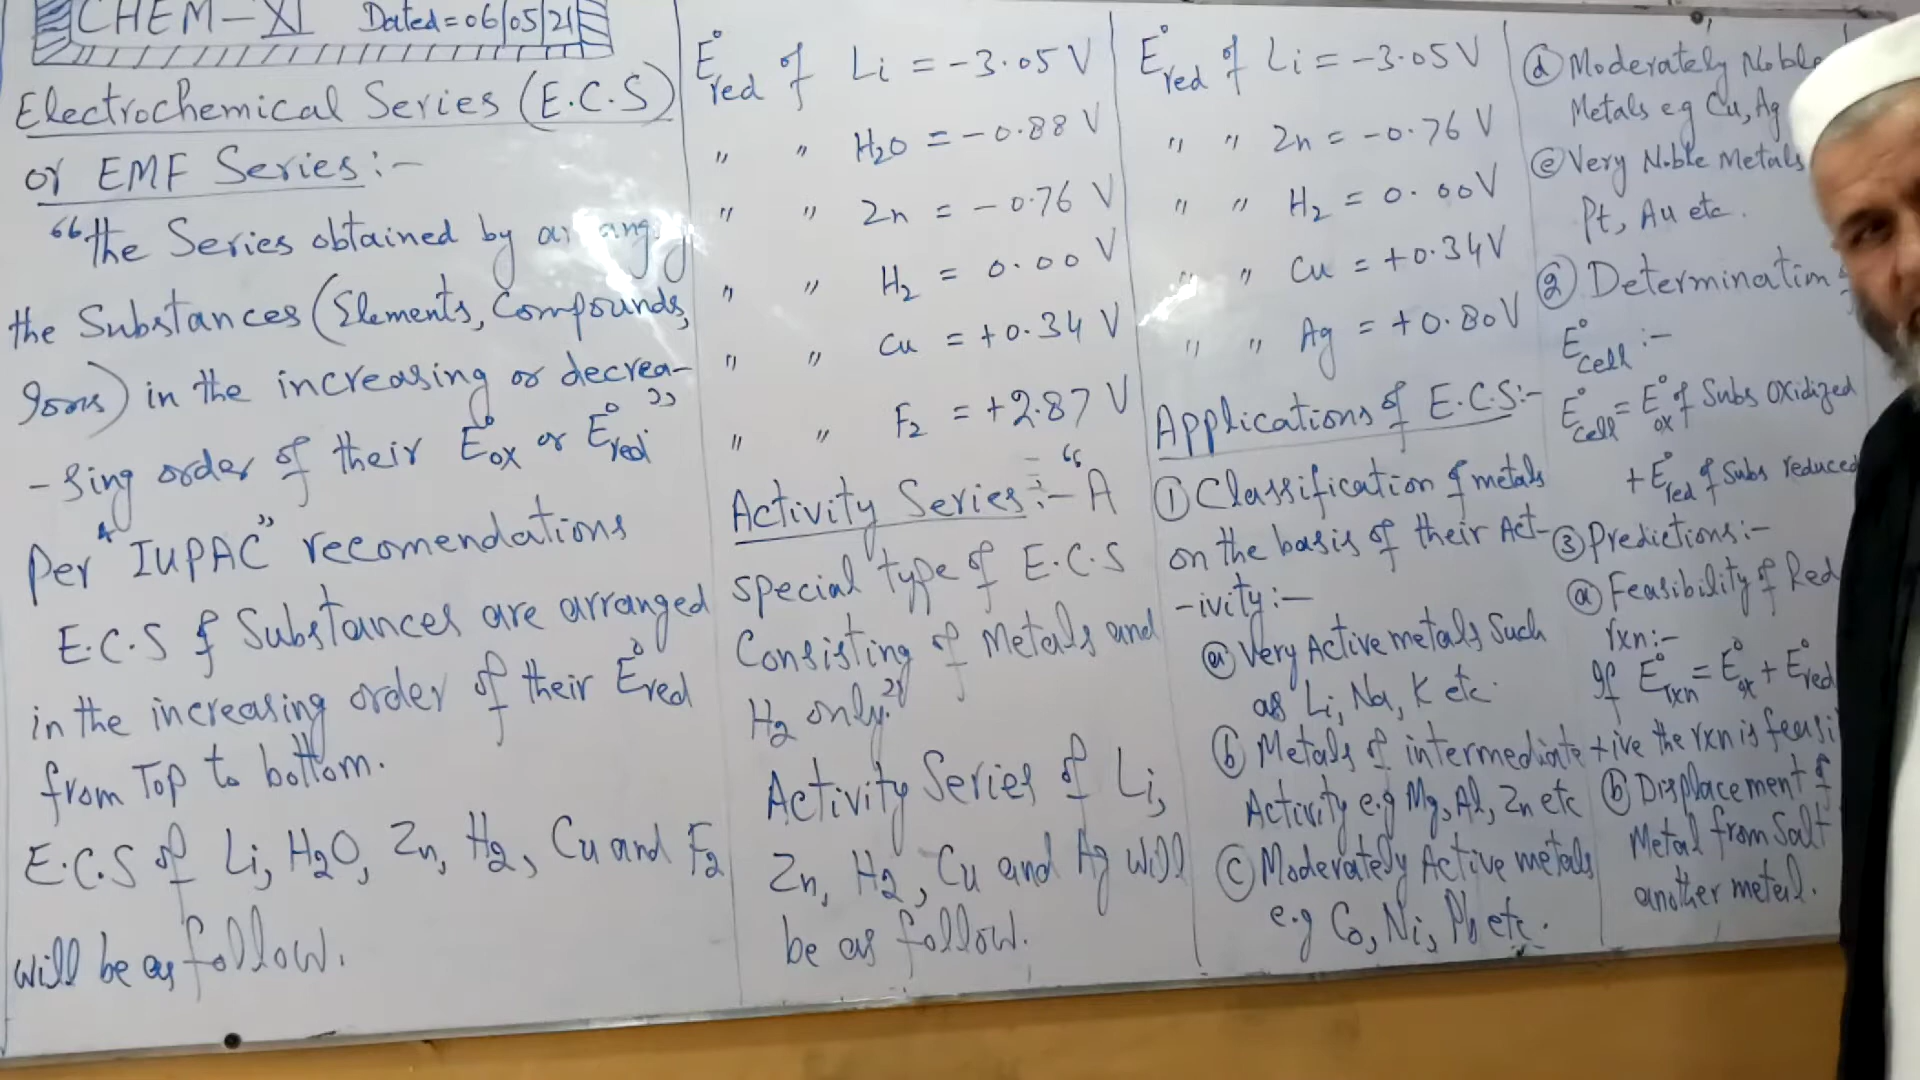 CHEM-XI Dated=06/05/21
Electrochemical Series (E.C.S)
or EMF Series:-
"the Series obtained by
the Substances (Elements, Compounds,
Ions) in the increasing or decrea-
-sing order of their E°ox or E°red"
Per "IUPAC" recomendations
E.C.S of Substances are arranged
in the increasing order of their E°red
from Top to bottom.
E.C.S of Li, H2O, Zn, H2, Cu and F2
will be as follow.
E°red of Li = -3.05 V
" " H2O = -0.88 V
" " Zn = -0.76 V
" " H2 = 0.00 V
" " Cu = +0.34 V
" " F2 = +2.87 V
Activity Series:- "A
special type of E.C.S
Consisting of Metals and
H2 only."
Activity Series of Li,
Zn, H2, Cu and Ag will
be as follow.
E°red of Li = -3.05 V
" " Zn = -0.76 V
" " H2 = 0.00 V
" " Cu = +0.34 V
" " Ag = +0.80 V
Applications of E.C.S:-
① Classification of metals
on the basis of their Act-
-ivity:-
ⓐ Very Active metals Such
as Li, Na, K etc.
ⓑ Metals of intermediate
Activity e.g Mg, Al, Zn etc
ⓒ Moderately Active metals
e.g Co, Ni, Pb etc.
ⓓ Moderately Noble
Metals eg Cu, Ag
ⓔ Very Noble Metals
Pt, Au etc.
② Determination
E°cell :-
E°cell = E°ox of Subs Oxidized
+ E°red of Subs reduced
③ Predictions:-
ⓐ Feasibility of Red
rxn:-
If E°rxn = E°ox + E°red
+ive the rxn is feasi
ⓑ Displacement of
Metal from Salt
another metal.